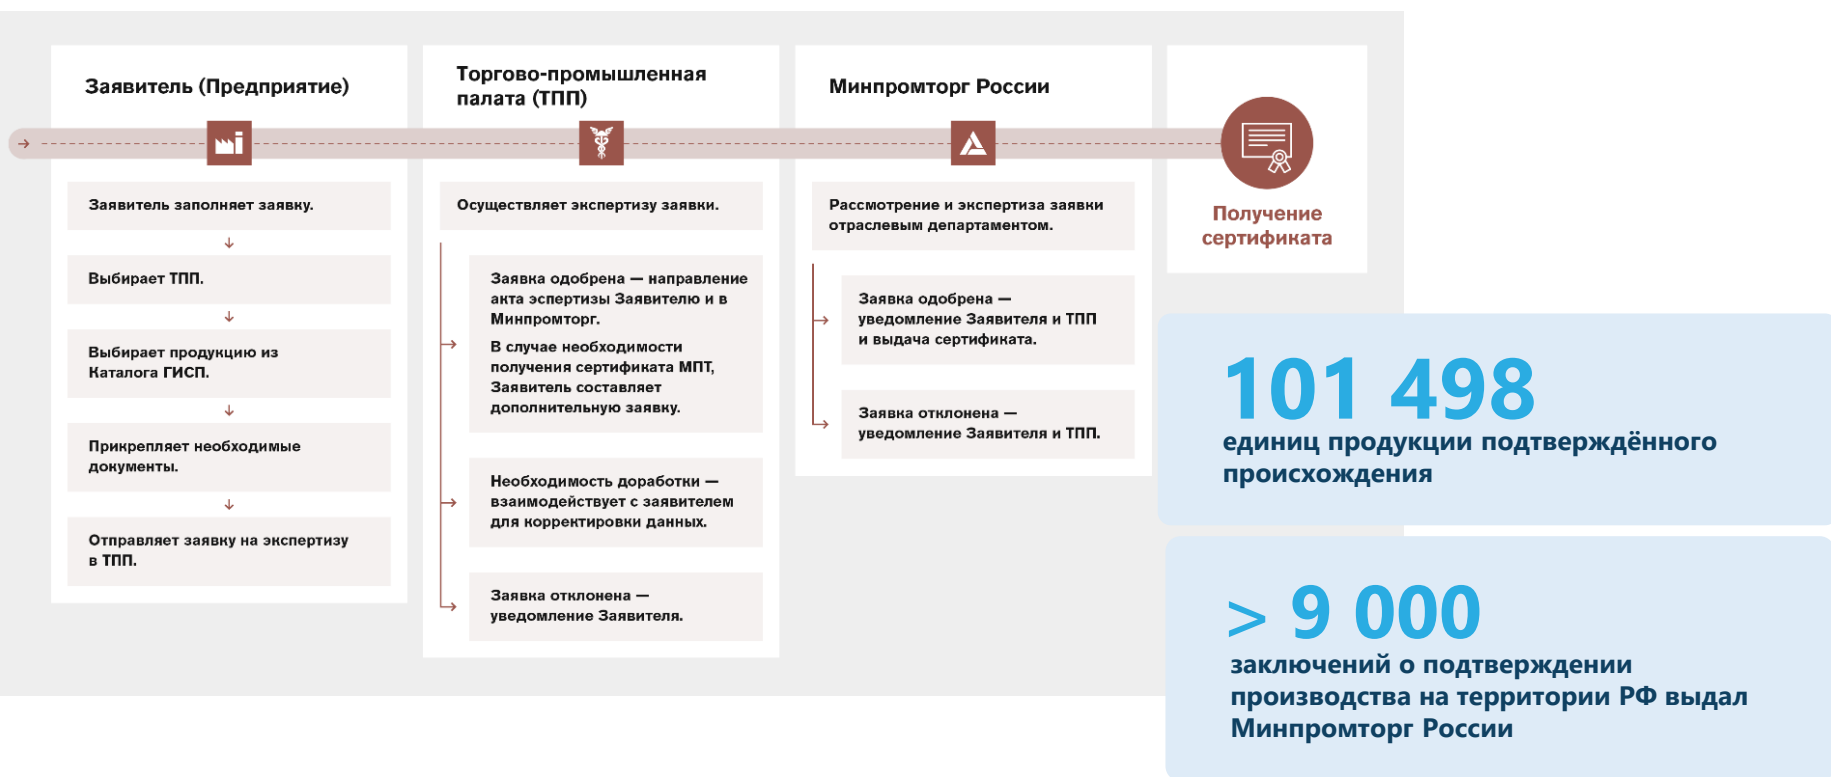 Заявитель (Предприятие)
Заявитель заполняет заявку.
Выбирает ТПП.
Выбирает продукцию из
Каталога ГИСП.
Прикрепляет необходимые
документы.
Отправляет заявку на экспертизу
в ТПП.
Торгово-промышленная
палата (ТПП)
Осуществляет экспертизу заявки.
Заявка одобрена — направление
акта эспертизы Заявителю и в
Минпромторг.
В случае необходимости
получения сертификата МПТ,
Заявитель составляет
дополнительную заявку.
Необходимость доработки —
взаимодействует с заявителем
для корректировки данных.
Заявка отклонена —
уведомление Заявителя.
Минпромторг России
Рассмотрение и экспертиза заявки
отраслевым департаментом.
Заявка одобрена —
уведомление Заявителя и ТПП
и выдача сертификата.
Заявка отклонена —
уведомление Заявителя и ТПП.
Получение
сертификата
101 498
единиц продукции подтверждённого
происхождения
> 9 000
заключений о подтверждении
производства на территории РФ выдал
Минпромторг России